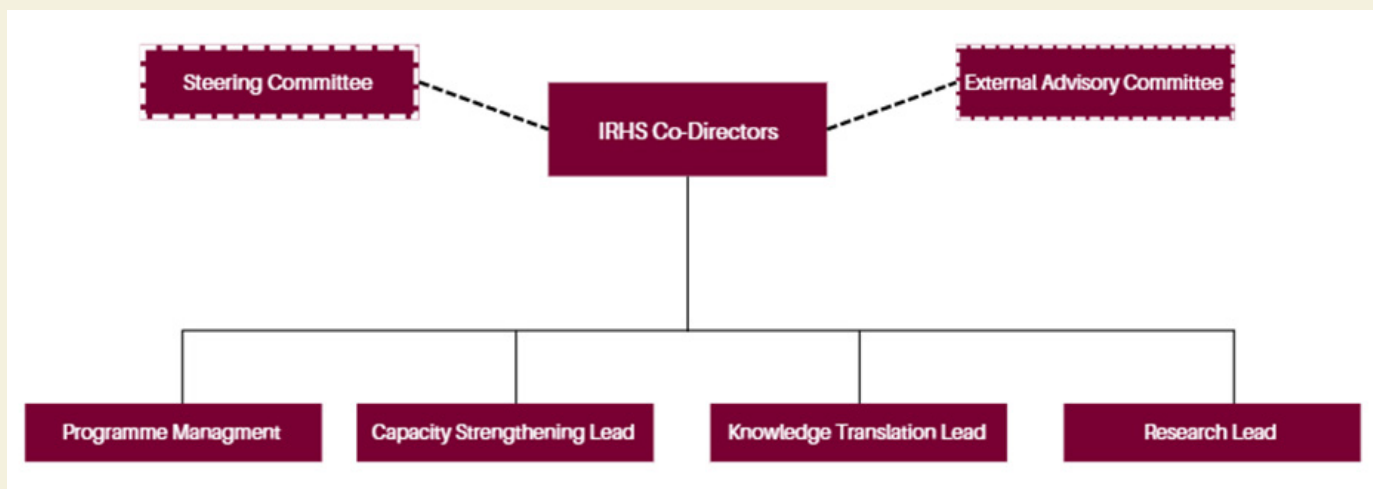 Steering Committee
External Advisory Committee
IRHS Co-Directors
Programme Managment
Capacity Strengthening Lead
Knowledge Translation Lead
Research Lead